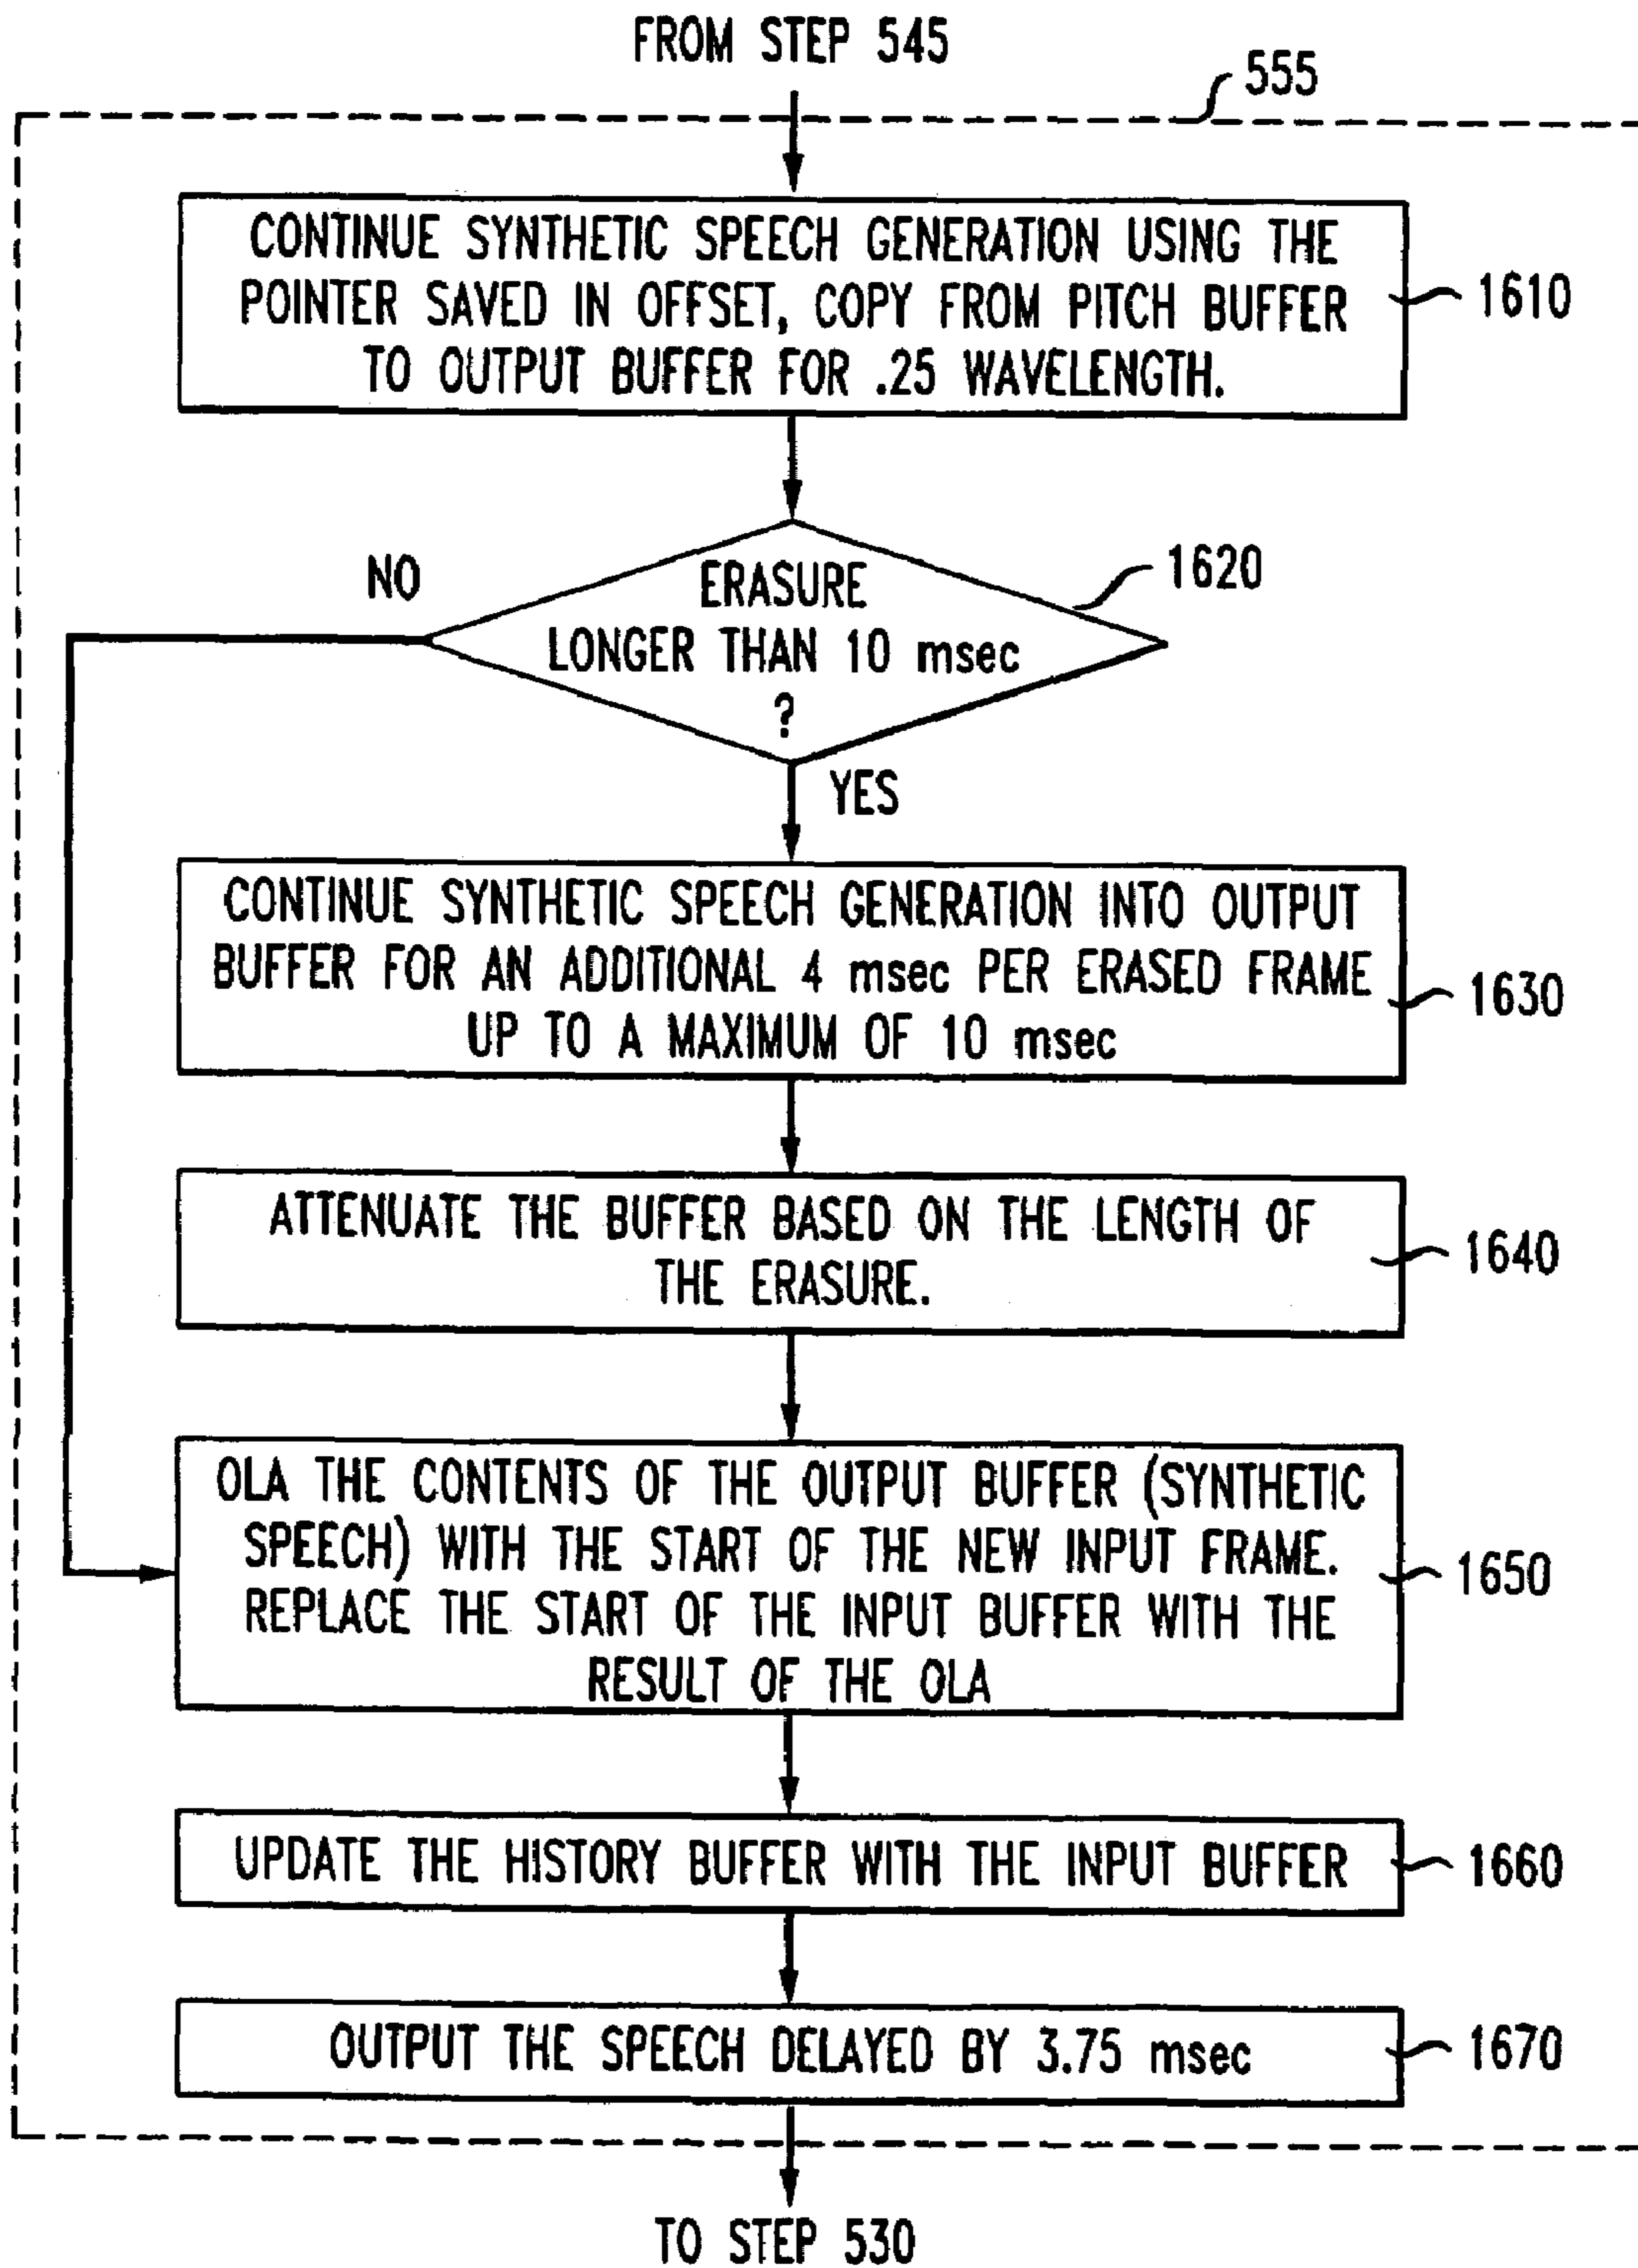 FROM STEP 545
555
CONTINUE SYNTHETIC SPEECH GENERATION USING THE
POINTER SAVED IN OFFSET, COPY FROM PITCH BUFFER
TO OUTPUT BUFFER FOR .25 WAVELENGTH.
1610
NO
ERASURE
LONGER THAN 10 msec
?
1620
YES
CONTINUE SYNTHETIC SPEECH GENERATION INTO OUTPUT
BUFFER FOR AN ADDITIONAL 4 msec PER ERASED FRAME
UP TO A MAXIMUM OF 10 msec
1630
ATTENUATE THE BUFFER BASED ON THE LENGTH OF
THE ERASURE.
1640
OLA THE CONTENTS OF THE OUTPUT BUFFER (SYNTHETIC
SPEECH) WITH THE START OF THE NEW INPUT FRAME.
REPLACE THE START OF THE INPUT BUFFER WITH THE
RESULT OF THE OLA
1650
UPDATE THE HISTORY BUFFER WITH THE INPUT BUFFER
1660
OUTPUT THE SPEECH DELAYED BY 3.75 msec
1670
TO STEP 530